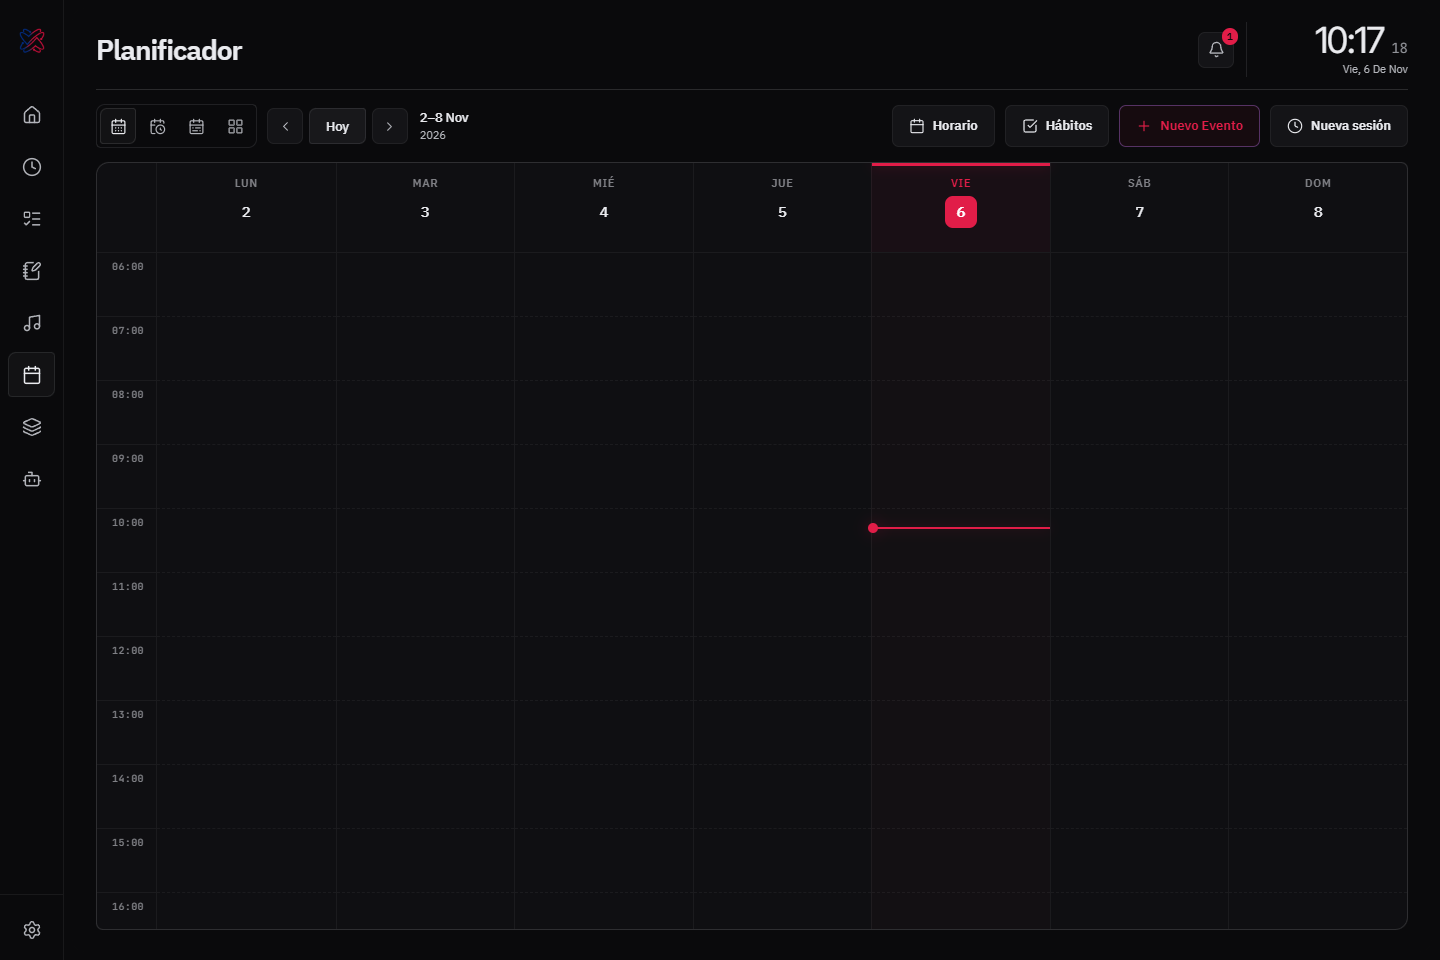 Planificador
1
10:17 18
Vie, 6 De Nov
Hoy
2–8 Nov
2026
Horario
Hábitos
Nuevo Evento
Nueva sesión
LUN MAR MIÉ JUE VIE SÁB DOM
2 3 4 5 6 7 8
06:00
07:00
08:00
09:00
10:00
11:00
12:00
13:00
14:00
15:00
16:00